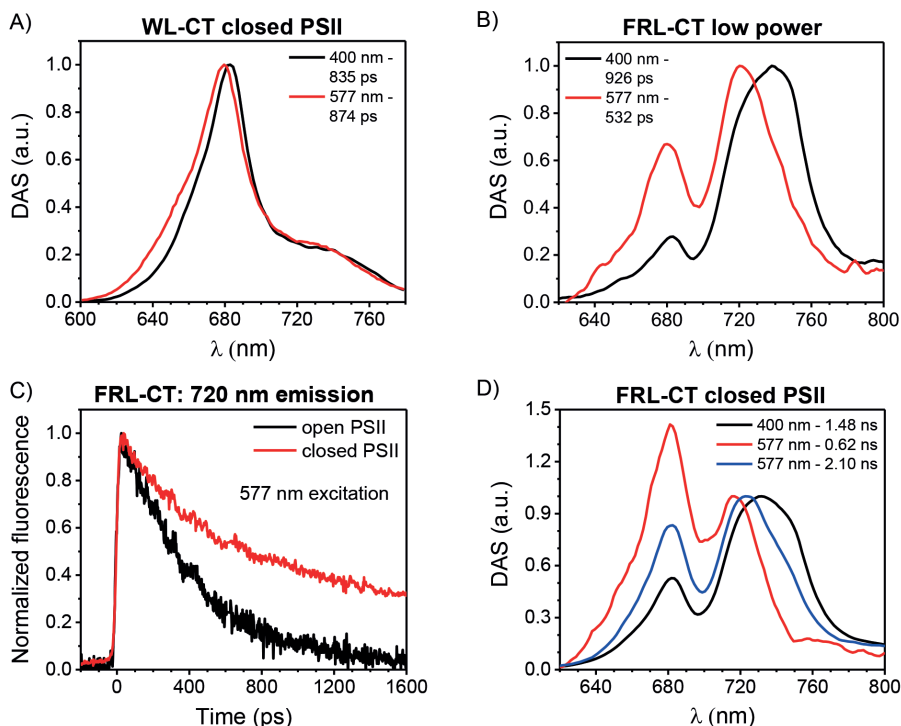 A)
WL-CT closed PSII
400 nm -
835 ps
577 nm -
874 ps
DAS (a.u.)
1.0
0.8
0.6
0.4
0.2
0.0
600 640 680 720 760
λ (nm)
B)
FRL-CT low power
400 nm -
926 ps
577 nm -
532 ps
DAS (a.u.)
1.0
0.8
0.6
0.4
0.2
0.0
640 680 720 760 800
λ (nm)
C)
FRL-CT: 720 nm emission
open PSII
closed PSII
577 nm excitation
Normalized fluorescence
1.0
0.8
0.6
0.4
0.2
0.0
0 400 800 1200 1600
Time (ps)
D)
FRL-CT closed PSII
400 nm - 1.48 ns
577 nm - 0.62 ns
577 nm - 2.10 ns
DAS (a.u.)
1.5
1.2
0.9
0.6
0.3
0.0
640 680 720 760 800
λ (nm)